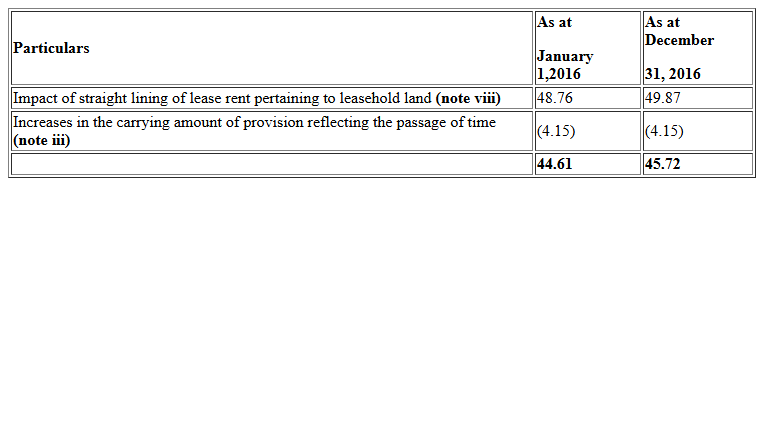 Particulars
As at
January
1,2016
As at
December
31, 2016
Impact of straight lining of lease rent pertaining to leasehold land (note viii)
48.76
49.87
Increases in the carrying amount of provision reflecting the passage of time
(note iii)
(4.15)
(4.15)
44.61
45.72